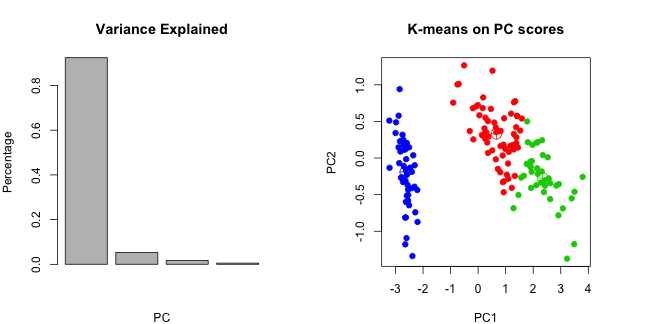 Variance Explained
Percentage
0.0 0.2 0.4 0.6 0.8
PC
K-means on PC scores
PC2
-1.0 -0.5 0.0 0.5 1.0
-3 -2 -1 0 1 2 3 4
PC1